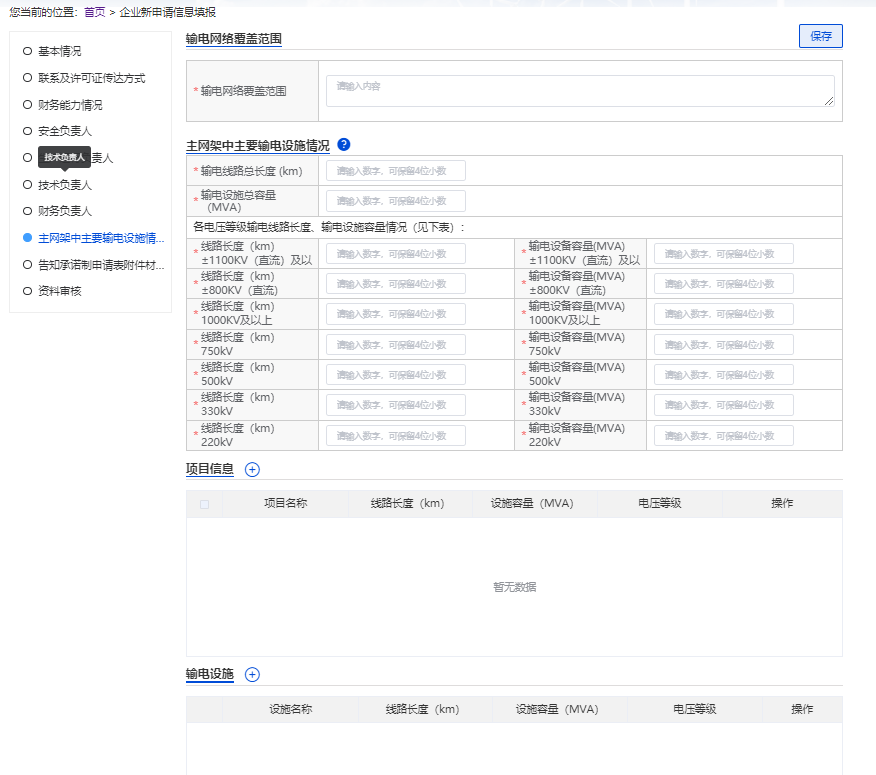 您当前的位置： 首页 > 企业新申请信息填报
基本情况
联系及许可证传达方式
财务能力情况
安全负责人
技术负责人
责人
技术负责人
财务负责人
主网架中主要输电设施情...
告知承诺制申请表附件材...
资料审核
输电网络覆盖范围
保存
* 输电网络覆盖范围
请输入内容
主网架中主要输电设施情况 ?
* 输电线路总长度 (km)
请输入数字，可保留4位小数
* 输电设施总容量
（MVA）
请输入数字，可保留4位小数
各电压等级输电线路长度、输电设施容量情况（见下表）：
* 线路长度（km)
±1100KV（直流）及以
请输入数字，可保留4位小数
* 输电设备容量(MVA)
±1100KV（直流）及以
请输入数字，可保留4位小数
* 线路长度（km)
±800KV（直流)
请输入数字，可保留4位小数
* 输电设备容量(MVA)
±800KV（直流)
请输入数字，可保留4位小数
* 线路长度（km)
1000KV及以上
请输入数字，可保留4位小数
* 输电设备容量(MVA)
1000KV及以上
请输入数字，可保留4位小数
* 线路长度（km)
750kV
请输入数字，可保留4位小数
* 输电设备容量(MVA)
750kV
请输入数字，可保留4位小数
* 线路长度（km)
500kV
请输入数字，可保留4位小数
* 输电设备容量(MVA)
500kV
请输入数字，可保留4位小数
* 线路长度（km)
330kV
请输入数字，可保留4位小数
* 输电设备容量(MVA)
330kV
请输入数字，可保留4位小数
* 线路长度（km)
220kV
请输入数字，可保留4位小数
* 输电设备容量(MVA)
220kV
请输入数字，可保留4位小数
项目信息
项目名称 线路长度（km） 设施容量（MVA） 电压等级 操作
暂无数据
输电设施
设施名称 线路长度（km） 设施容量（MVA） 电压等级 操作